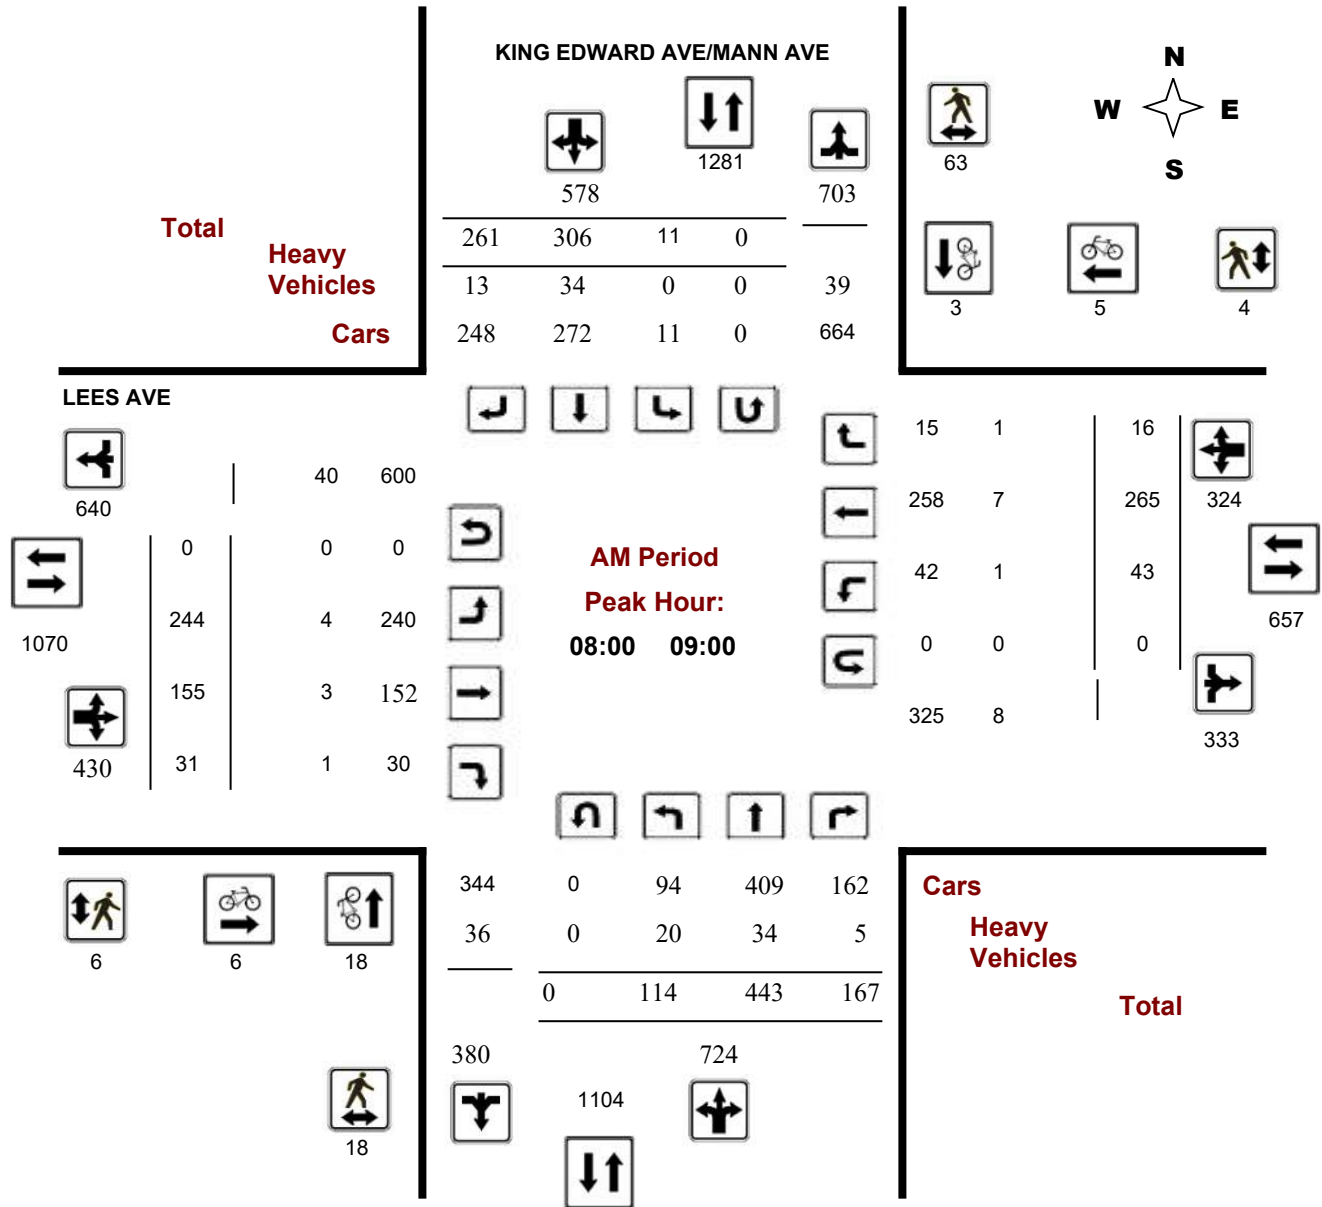 KING EDWARD AVE/MANN AVE
N
W E
S
1281
63
578 703
Total
261 306 11 0
Heavy
Vehicles
13 34 0 0 39
3 5 4
Cars
248 272 11 0 664
LEES AVE
15 1 16
40 600
640
258 7 265 324
0 0 0
AM Period
42 1 43
Peak Hour:
244 4 240
657
1070
08:00 09:00
0 0 0
155 3 152
325 8
333
430 31 1 30
344 0 94 409 162
Cars
36 0 20 34 5
Heavy
Vehicles
6 6 18
0 114 443 167
Total
380 724
1104
18